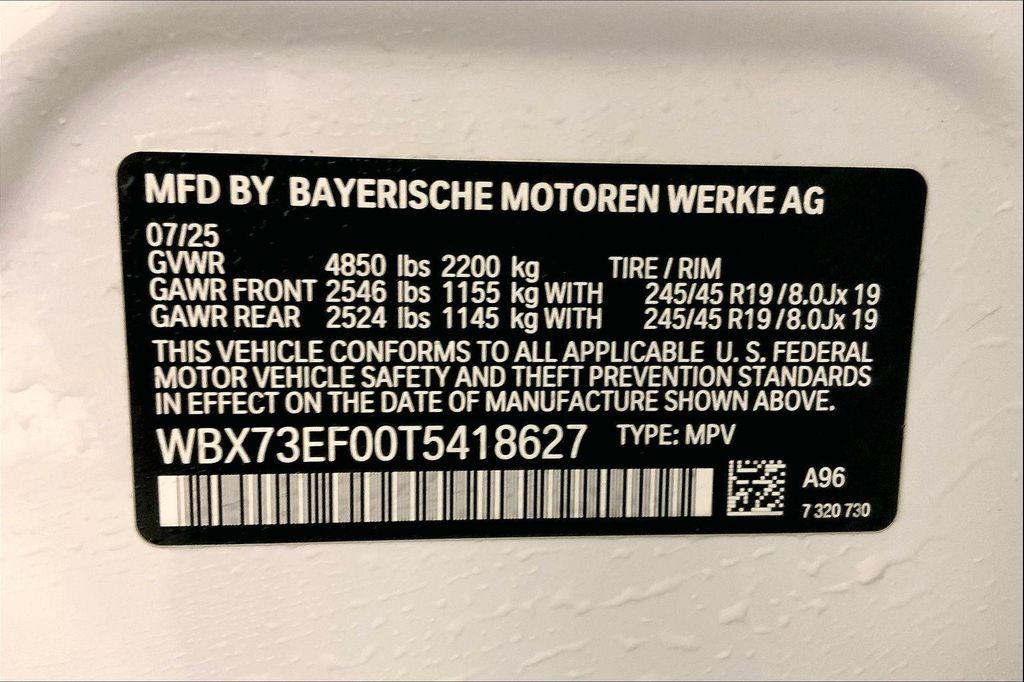 MFD BY BAYERISCHE MOTOREN WERKE AG
07/25
GVWR 4850 lbs 2200 kg TIRE / RIM
GAWR FRONT 2546 lbs 1155 kg WITH 245/45 R19 / 8.0Jx 19
GAWR REAR 2524 lbs 1145 kg WITH 245/45 R19 / 8.0Jx 19
THIS VEHICLE CONFORMS TO ALL APPLICABLE U. S. FEDERAL
MOTOR VEHICLE SAFETY AND THEFT PREVENTION STANDARDS
IN EFFECT ON THE DATE OF MANUFACTURE SHOWN ABOVE.
WBX73EF00T5418627 TYPE: MPV
A96
7 320 730